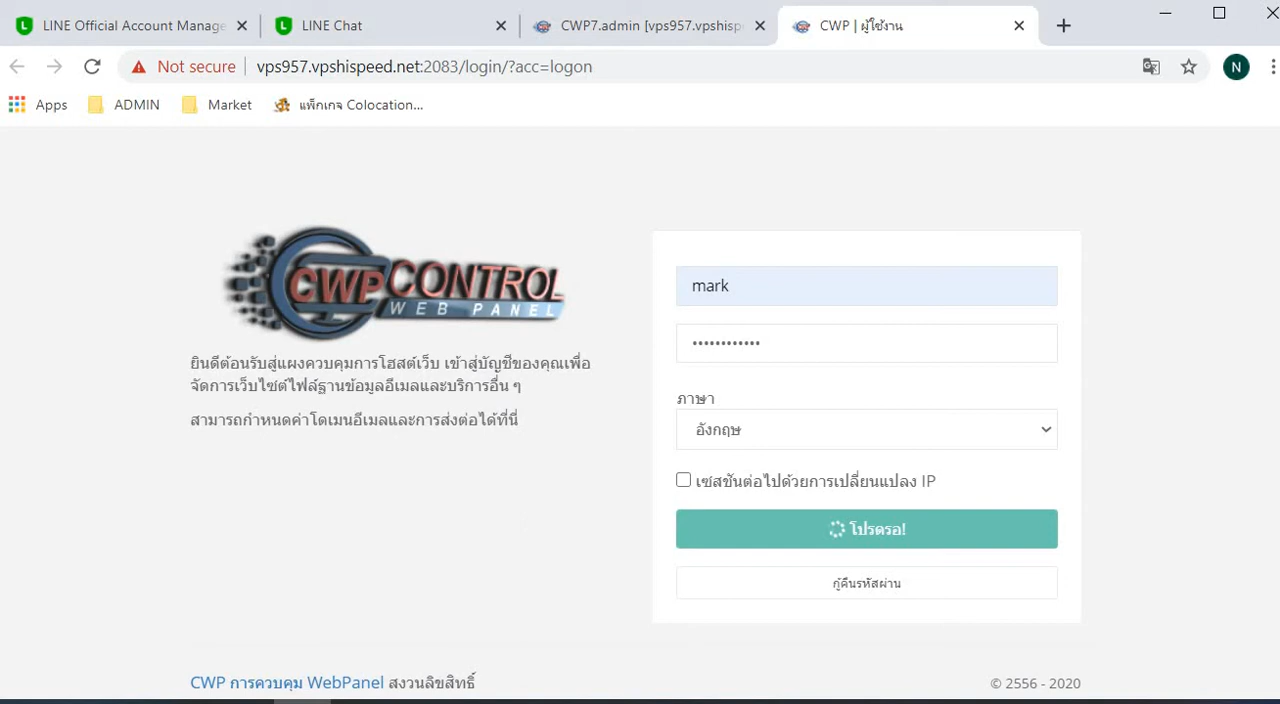 LINE Official Account Manage
LINE Chat
CWP7.admin [vps957.vpshisp
CWP | ผู้ใช้งาน
Not secure
vps957.vpshispeed.net:2083/login/?acc=logon
N
Apps
ADMIN
Market
แพ็กเกจ Colocation...
CWP CONTROL
WEB PANEL
ยินดีต้อนรับสู่แผงควบคุมการโฮสต์เว็บ เข้าสู่บัญชีของคุณเพื่อ
จัดการเว็บไซต์ไฟล์ฐานข้อมูลอีเมลและบริการอื่น ๆ
สามารถกำหนดค่าโดเมนอีเมลและการส่งต่อได้ที่นี่
mark
••••••••••••
ภาษา
อังกฤษ
เซสชันต่อไปด้วยการเปลี่ยนแปลง IP
โปรดรอ!
กู้คืนรหัสผ่าน
CWP การควบคุม WebPanel สงวนลิขสิทธิ์
© 2556 - 2020